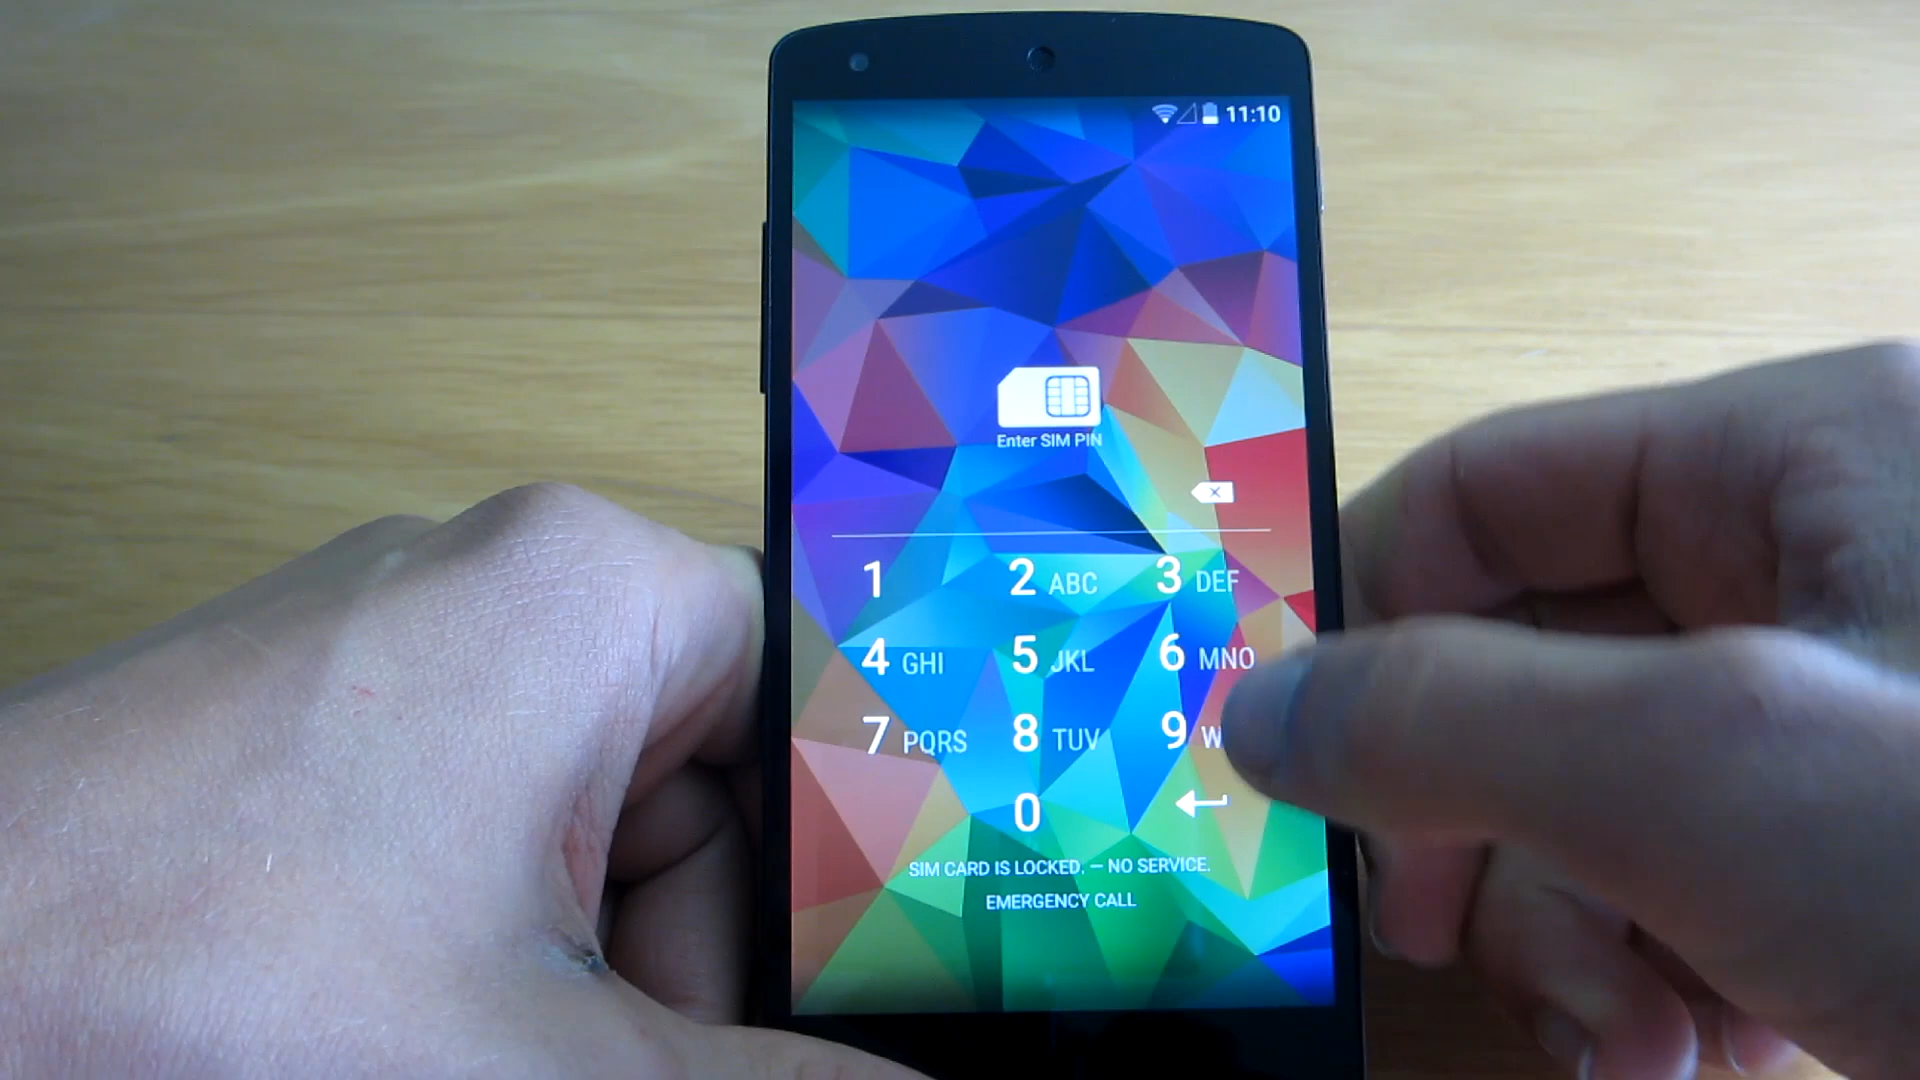 11:10
Enter SIM PIN
1 2 ABC 3 DEF
4 GHI 5 JKL 6 MNO
7 PQRS 8 TUV 9 W
0
SIM CARD IS LOCKED. — NO SERVICE.
EMERGENCY CALL